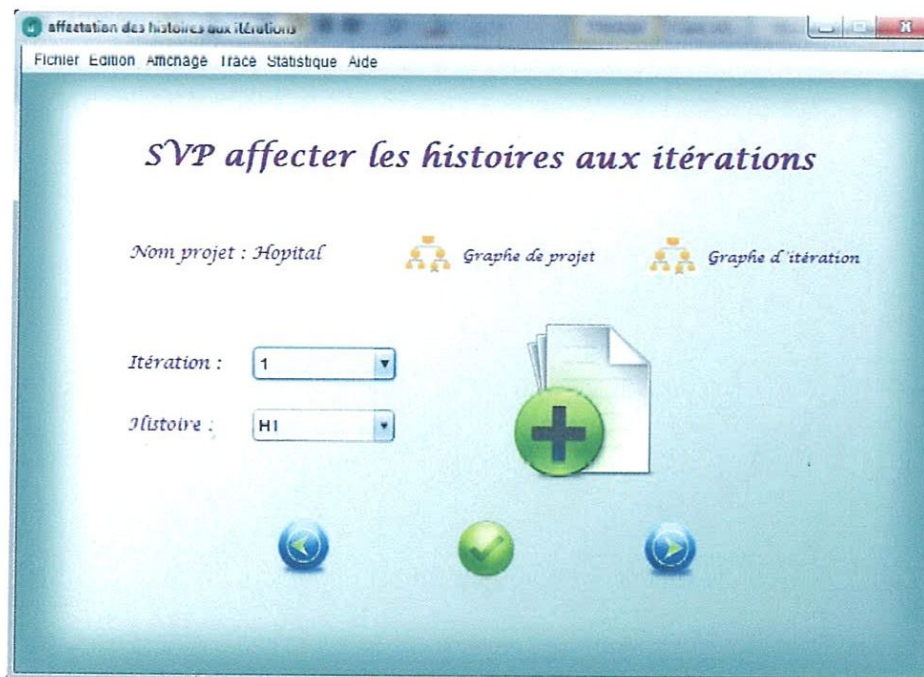 affectation des histoires aux itérations
Fichier Edition Affichage Trace Statistique Aide
SVP affecter les histoires aux itérations
Nom projet : Hopital
Graphe de projet
Graphe d'itération
Itération :
1
Histoire :
H1